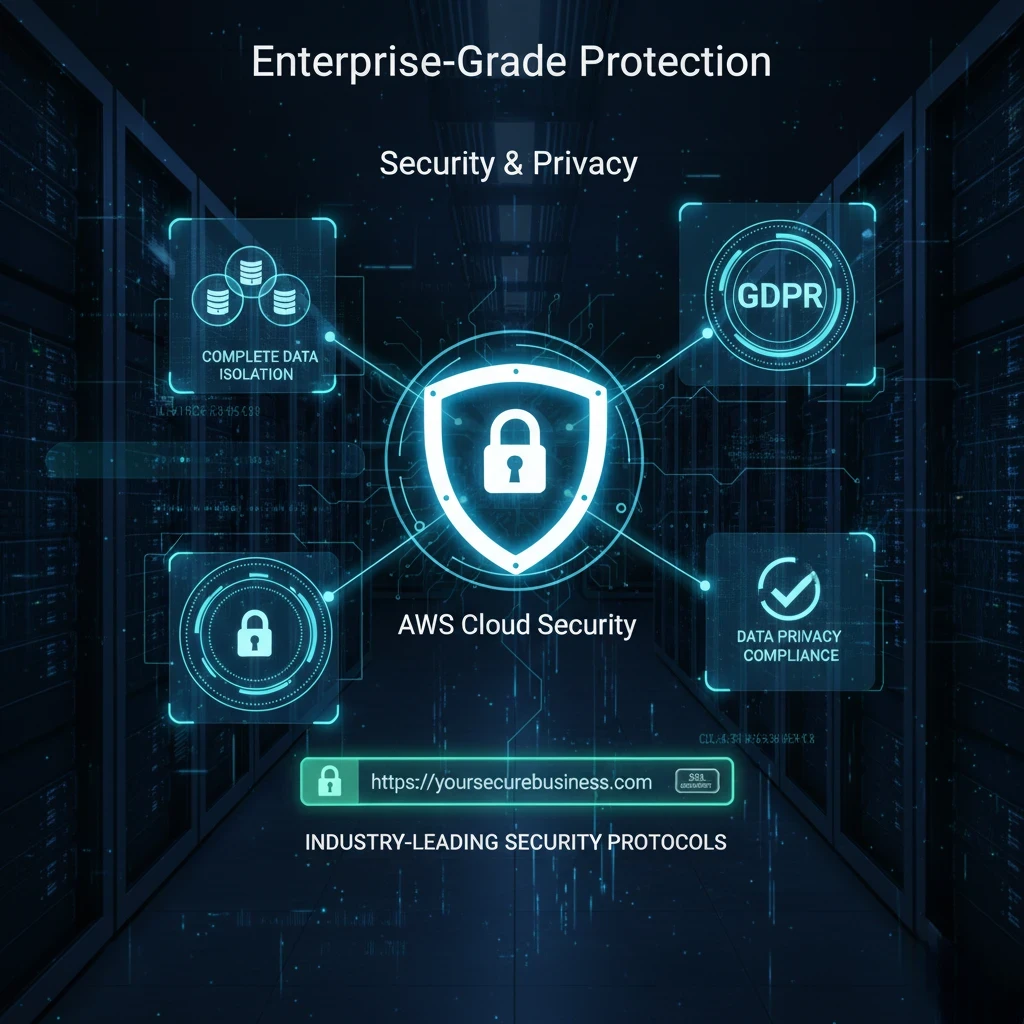 Enterprise-Grade Protection
Security & Privacy
COMPLETE DATA
ISOLATION
GDPR
AWS Cloud Security
DATA PRIVACY
COMPLIANCE
https://yoursecurebusiness.com
INDUSTRY-LEADING SECURITY PROTOCOLS